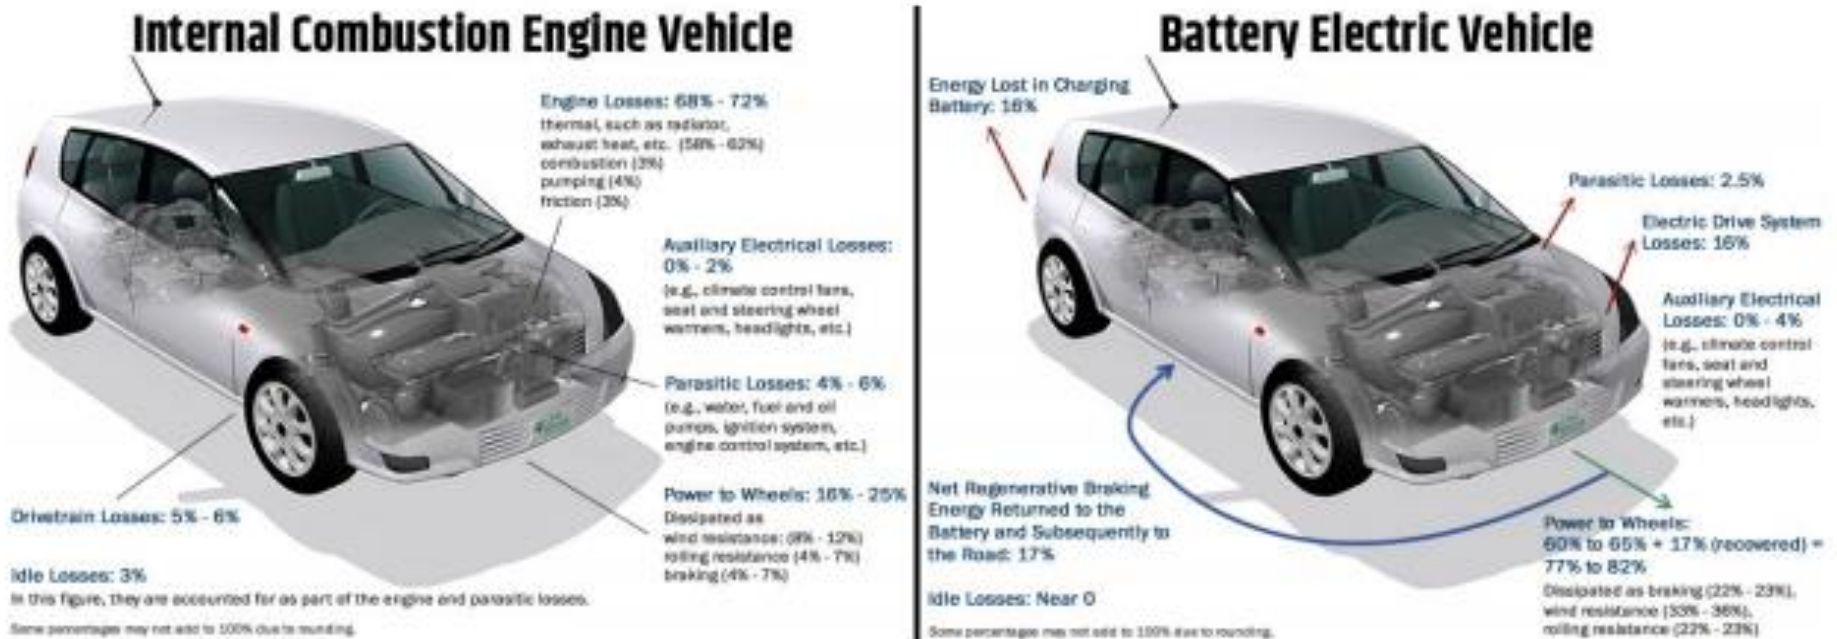 Internal Combustion Engine Vehicle
Engine Losses: 68% - 72%
thermal, such as radiator,
exhaust heat, etc. (58% - 62%)
combustion (3%)
pumping (4%)
friction (3%)
Auxiliary Electrical Losses:
0% - 2%
(e.g., climate control fans,
seat and steering wheel
warmers, headlights, etc.)
Parasitic Losses: 4% - 6%
(e.g., water, fuel and oil
pumps, ignition system,
engine control system, etc.)
Power to Wheels: 16% - 25%
Dissipated as
wind resistance: (8% - 12%)
rolling resistance (4% - 7%)
braking (4% - 7%)
Drivetrain Losses: 5% - 6%
Idle Losses: 3%
In this figure, they are accounted for as part of the engine and parasitic losses.
Some percentages may not add to 100% due to rounding.
Battery Electric Vehicle
Energy Lost in Charging
Battery: 16%
Parasitic Losses: 2.5%
Electric Drive System
Losses: 16%
Auxiliary Electrical
Losses: 0% - 4%
(e.g., climate control
fans, seat and
steering wheel
warmers, headlights,
etc.)
Net Regenerative Braking
Energy Returned to the
Battery and Subsequently to
the Road: 17%
Power to Wheels:
60% to 65% + 17% (recovered) =
77% to 82%
Dissipated as braking (22% - 23%),
wind resistance (33% - 36%),
rolling resistance (22% - 23%)
Idle Losses: Near 0
Some percentages may not add to 100% due to rounding.